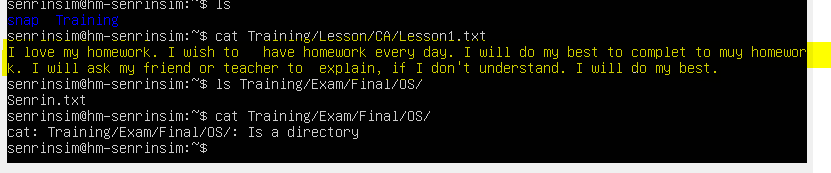 senrinsim@hm-senrinsim:~$ ls
snap  Training
senrinsim@hm-senrinsim:~$ cat Training/Lesson/CA/Lesson1.txt
I love my homework. I wish to   have homework every day. I will do my best to complet to muy homewor
k. I will ask my friend or teacher to  explain, if I don't understand. I will do my best.
senrinsim@hm-senrinsim:~$ ls Training/Exam/Final/OS/
Senrin.txt
senrinsim@hm-senrinsim:~$ cat Training/Exam/Final/OS/
cat: Training/Exam/Final/OS/: Is a directory
senrinsim@hm-senrinsim:~$